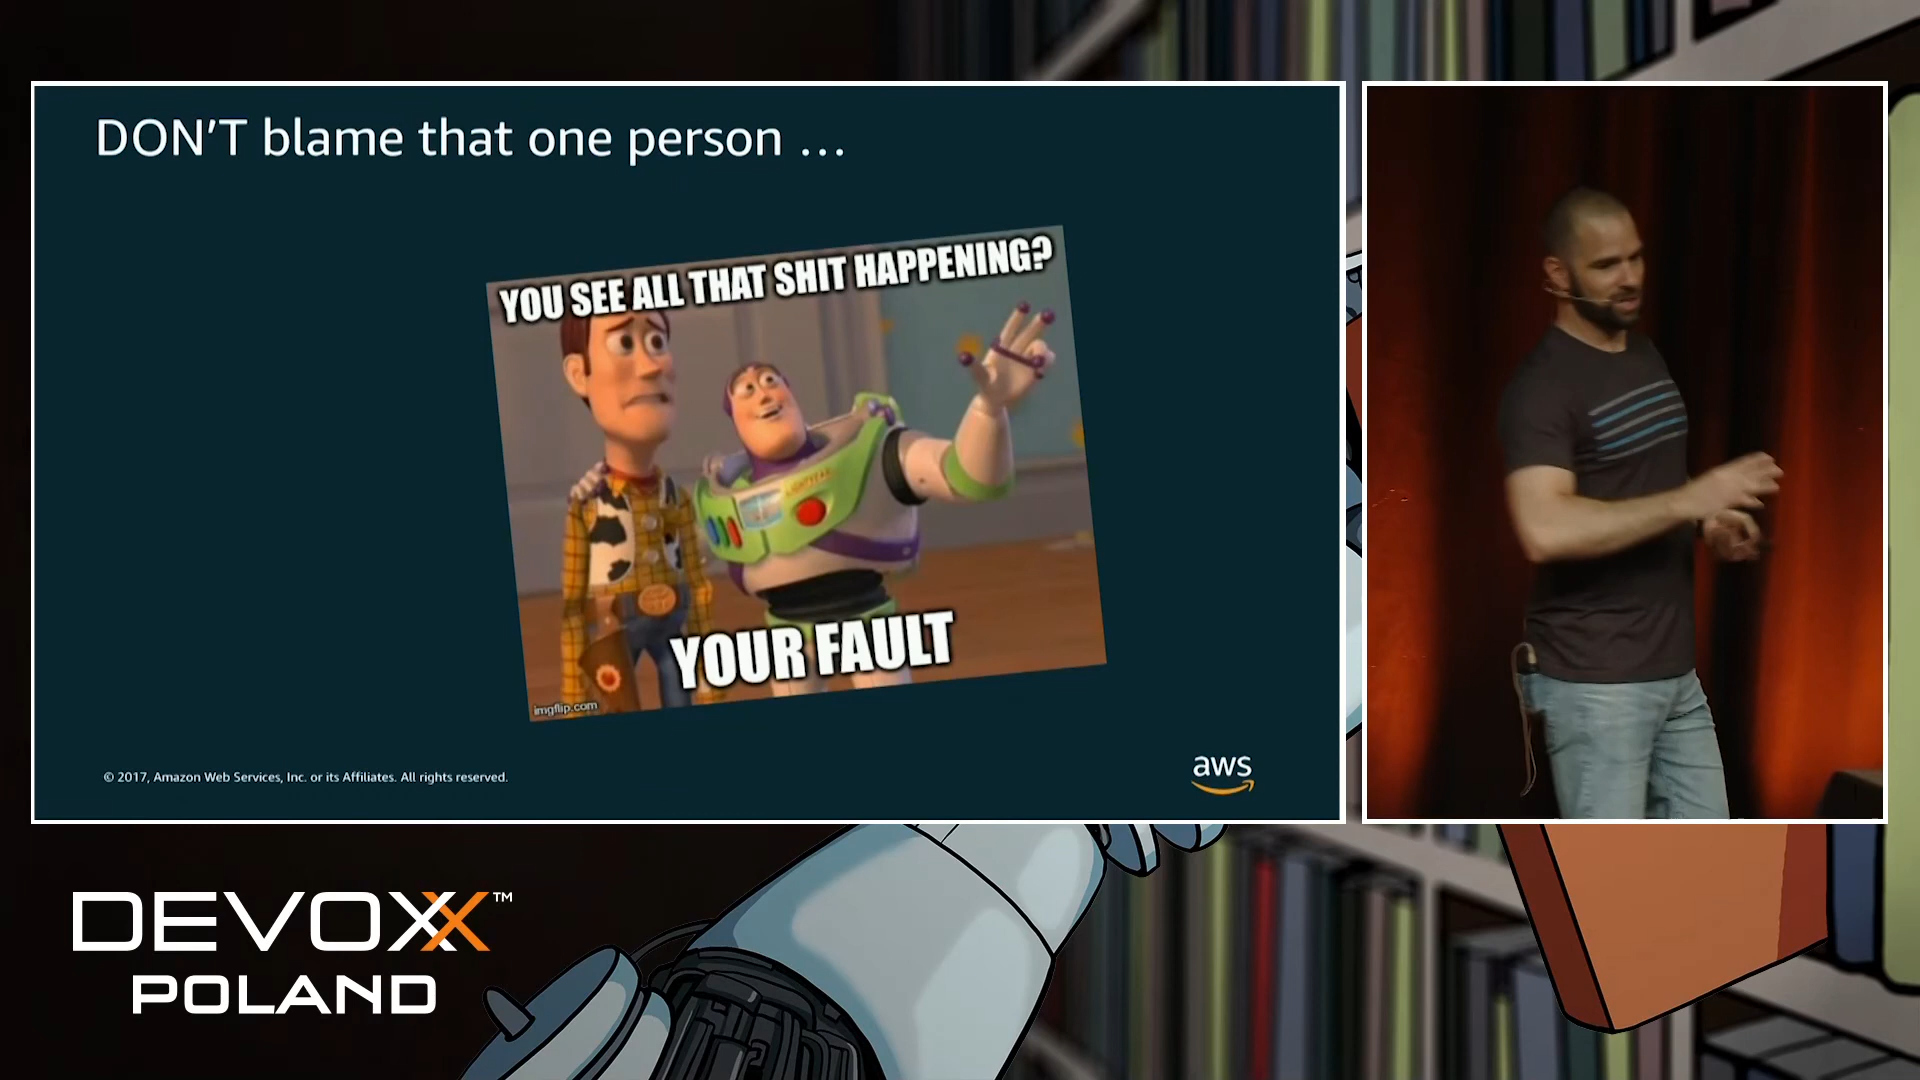 DON'T blame that one person ...
YOU SEE ALL THAT SHIT HAPPENING?
LIGHTYEAR
YOUR FAULT
imgflip.com
© 2017, Amazon Web Services, Inc. or its Affiliates. All rights reserved.
aws
DEVOXX™
POLAND